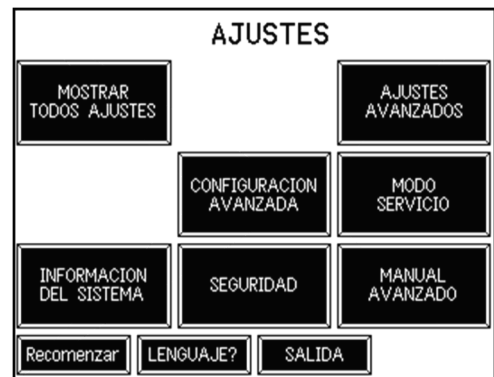 AJUSTES
MOSTRAR
TODOS AJUSTES
AJUSTES
AVANZADOS
CONFIGURACION
AVANZADA
MODO
SERVICIO
INFORMACION
DEL SISTEMA
SEGURIDAD
MANUAL
AVANZADO
Recomenzar
LENGUAJE?
SALIDA